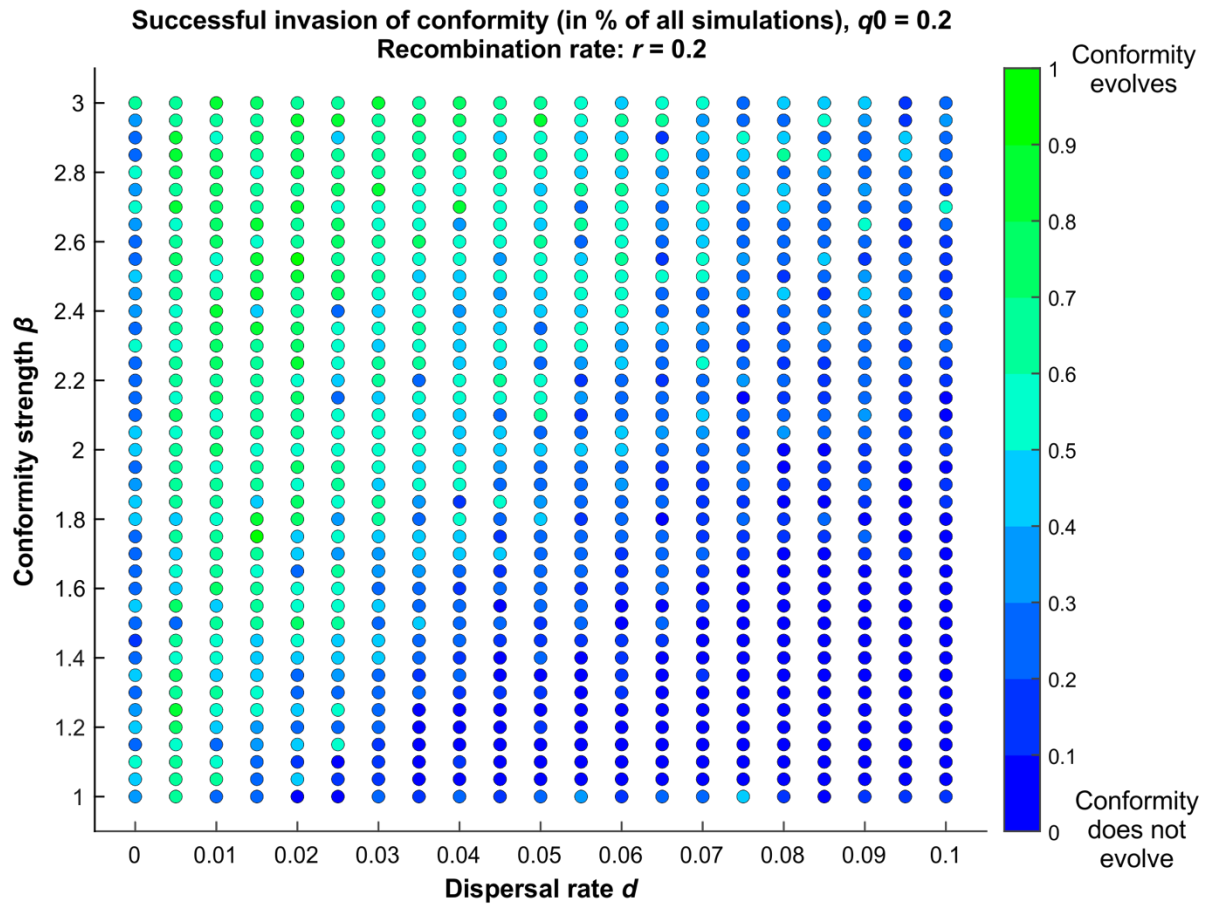 Successful invasion of conformity (in % of all simulations), q0 = 0.2
Recombination rate: r = 0.2
Conformity strength β
3
2.8
2.6
2.4
2.2
2
1.8
1.6
1.4
1.2
1
0 0.01 0.02 0.03 0.04 0.05 0.06 0.07 0.08 0.09 0.1
Dispersal rate d
Conformity
evolves
1
0.9
0.8
0.7
0.6
0.5
0.4
0.3
0.2
0.1
0
Conformity
does not
evolve